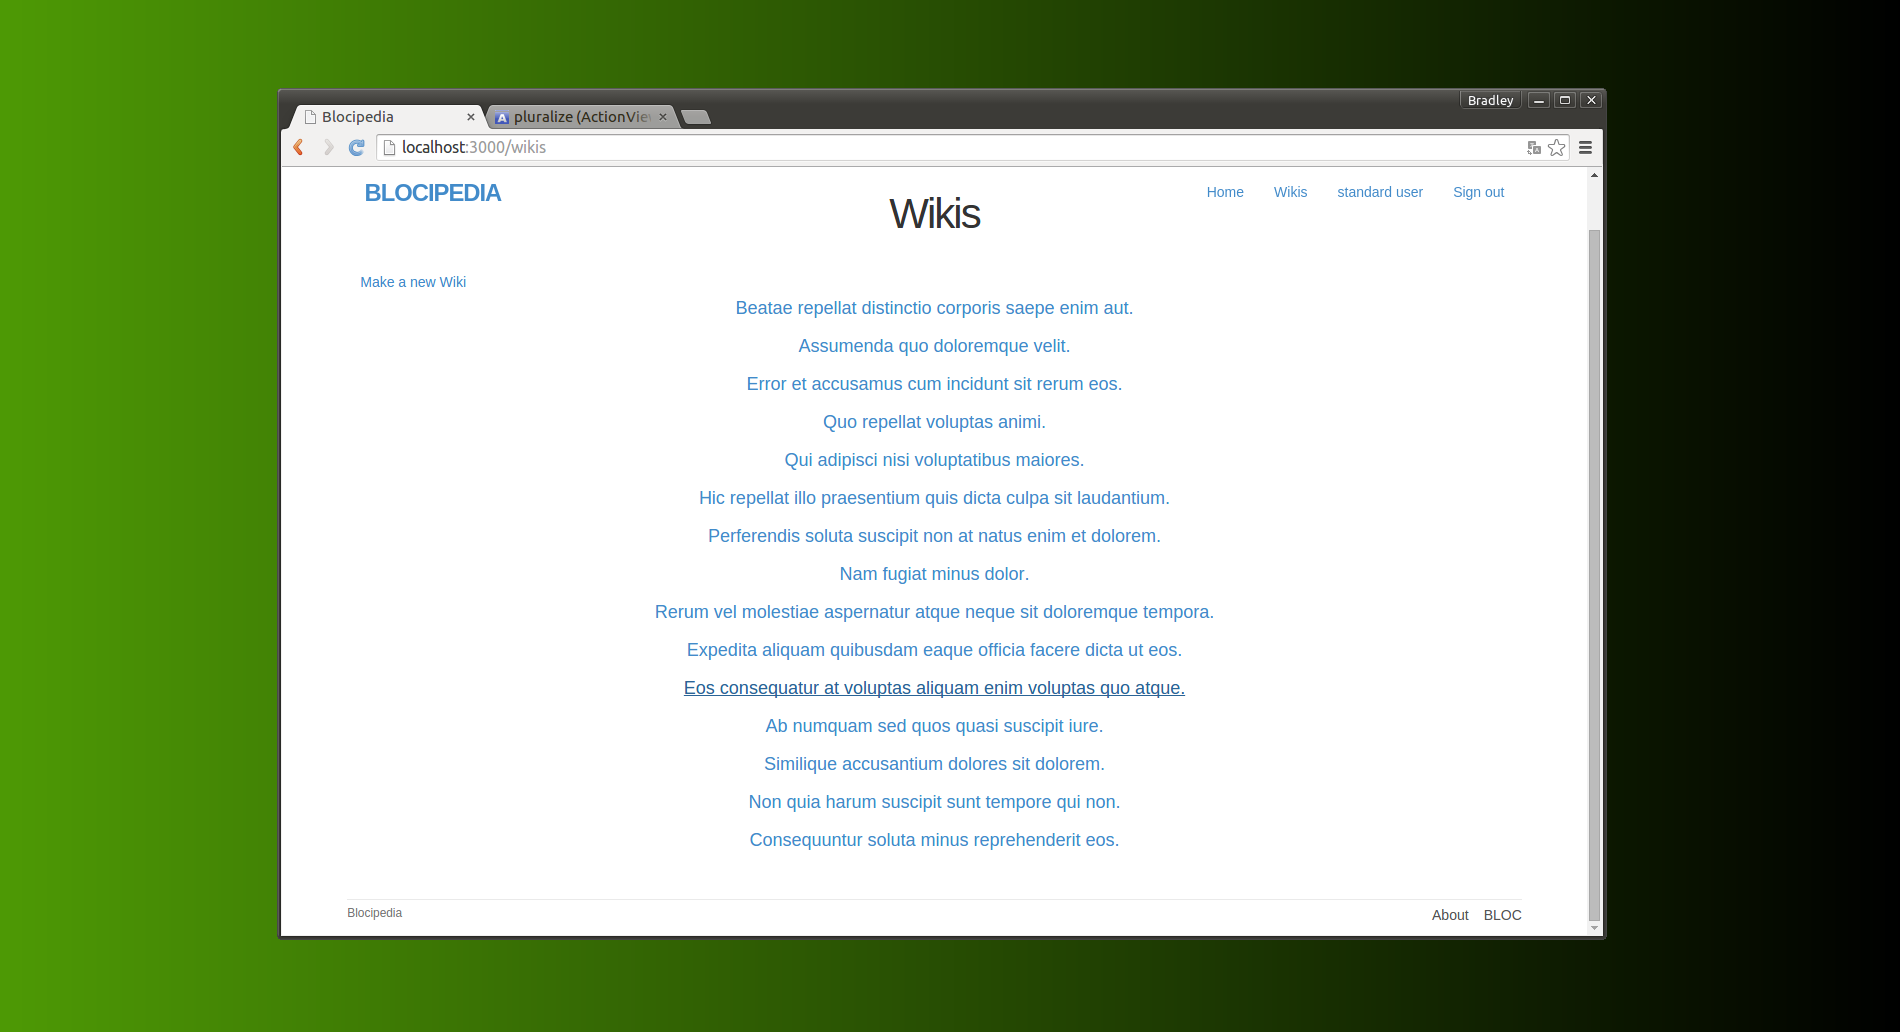 Bradley
Blocipedia
pluralize (ActionView
localhost:3000/wikis
BLOCIPEDIA
Wikis
Home Wikis standard user Sign out
Make a new Wiki
Beatae repellat distinctio corporis saepe enim aut.
Assumenda quo doloremque velit.
Error et accusamus cum incidunt sit rerum eos.
Quo repellat voluptas animi.
Qui adipisci nisi voluptatibus maiores.
Hic repellat illo praesentium quis dicta culpa sit laudantium.
Perferendis soluta suscipit non at natus enim et dolorem.
Nam fugiat minus dolor.
Rerum vel molestiae aspernatur atque neque sit doloremque tempora.
Expedita aliquam quibusdam eaque officia facere dicta ut eos.
Eos consequatur at voluptas aliquam enim voluptas quo atque.
Ab numquam sed quos quasi suscipit iure.
Similique accusantium dolores sit dolorem.
Non quia harum suscipit sunt tempore qui non.
Consequuntur soluta minus reprehenderit eos.
Blocipedia
About BLOC